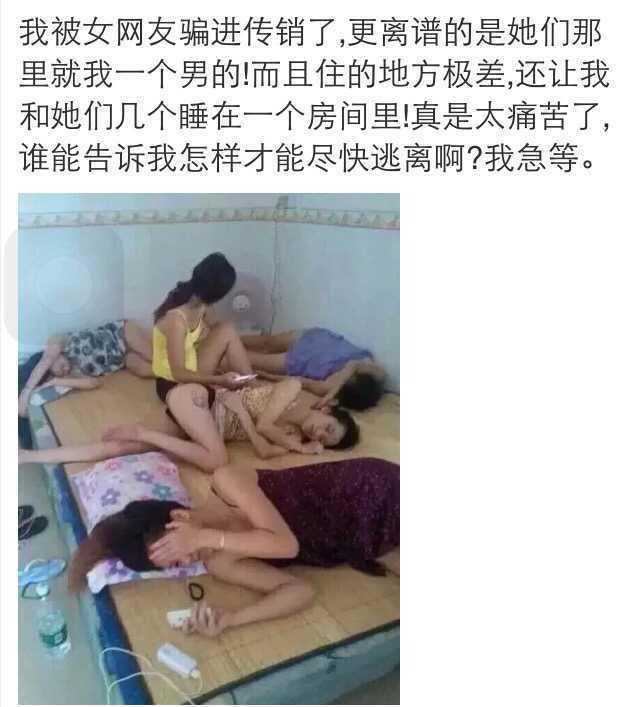 我被女网友骗进传销了,更离谱的是她们那
里就我一个男的!而且住的地方极差,还让我
和她们几个睡在一个房间里!真是太痛苦了,
谁能告诉我怎样才能尽快逃离啊?我急等。